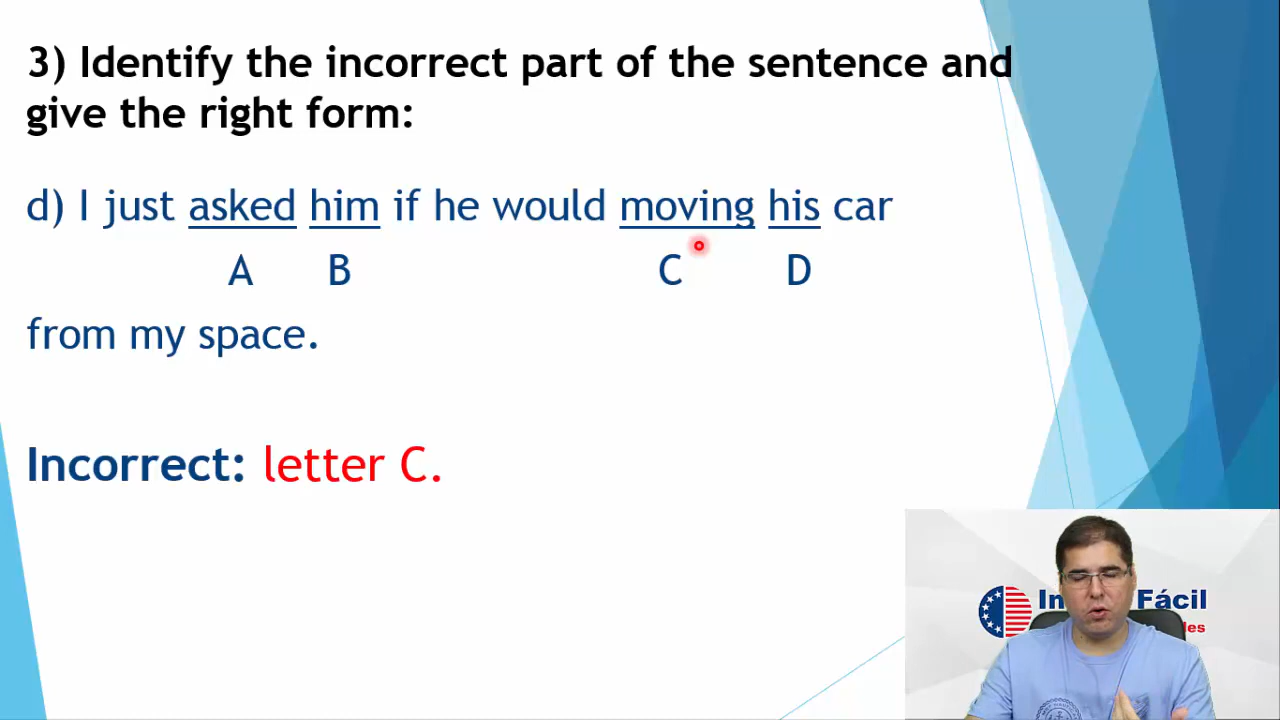 3) Identify the incorrect part of the sentence and
give the right form:
d) I just asked him if he would moving his car
A B C D
from my space.
Incorrect: letter C.
Fácil